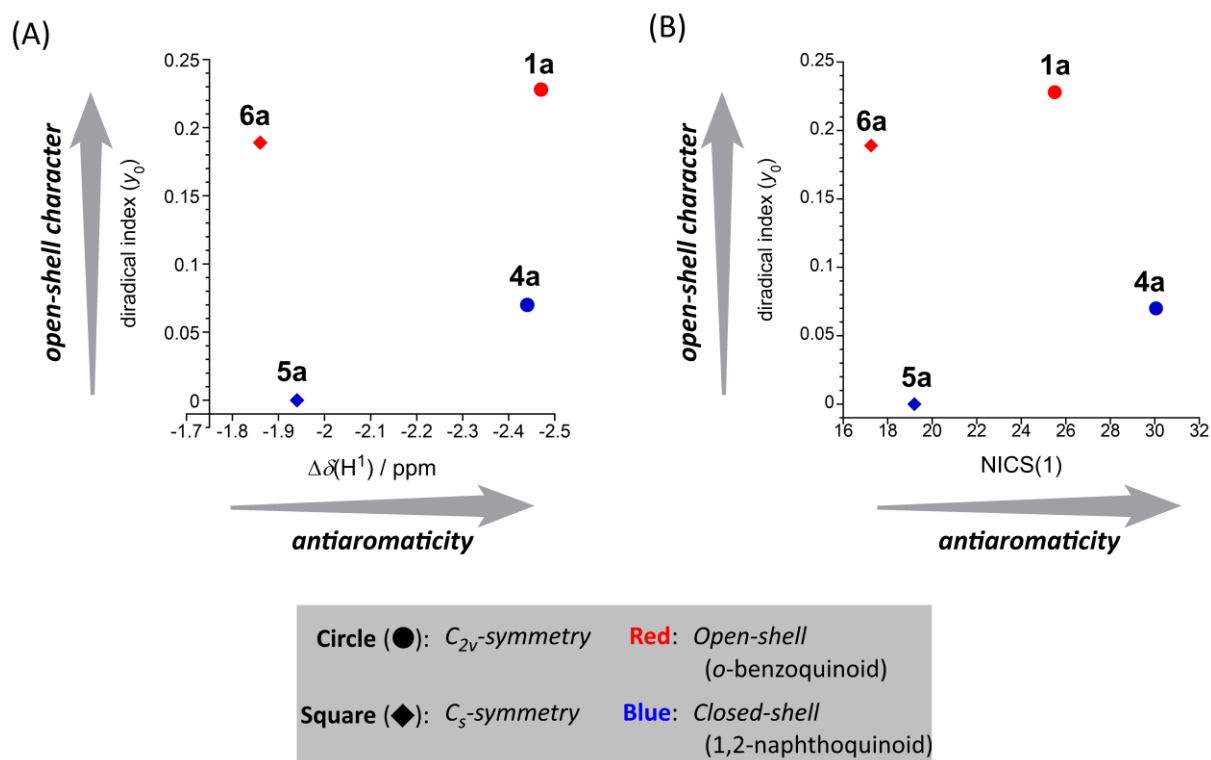 (A)
open-shell character
diradical index (y0)
0.25
0.2
0.15
0.1
0.05
0
1a
6a
4a
5a
-1.7
-1.8
-1.9
-2
-2.1
-2.2
-2.3
-2.4
-2.5
Δδ(H1) / ppm
antiaromaticity
(B)
open-shell character
diradical index (y0)
0.25
0.2
0.15
0.1
0.05
0
1a
6a
4a
5a
16
18
20
22
24
26
28
30
32
NICS(1)
antiaromaticity
Circle (●): C2v-symmetry
Red: Open-shell
(o-benzoquinoid)
Square (◆): Cs-symmetry
Blue: Closed-shell
(1,2-naphthoquinoid)